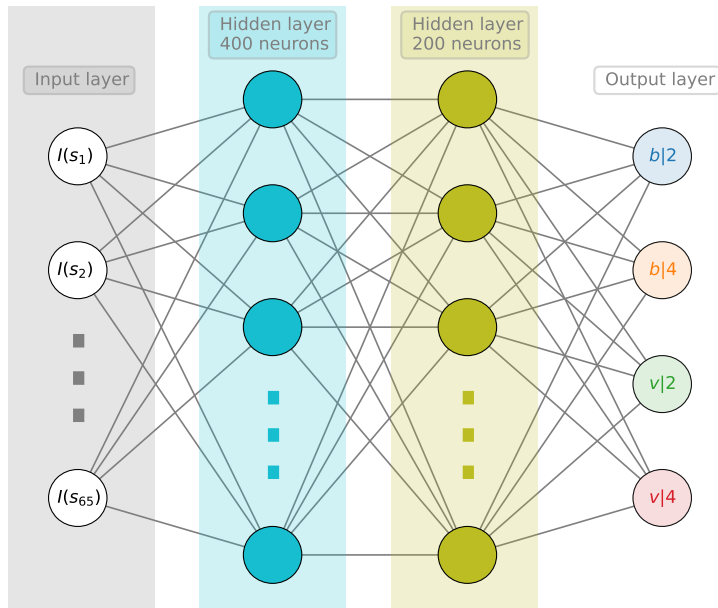 Hidden layer
400 neurons
Hidden layer
200 neurons
Input layer
Output layer
I(s₁)
I(s₂)
I(s₆₅)
b|2
b|4
v|2
v|4